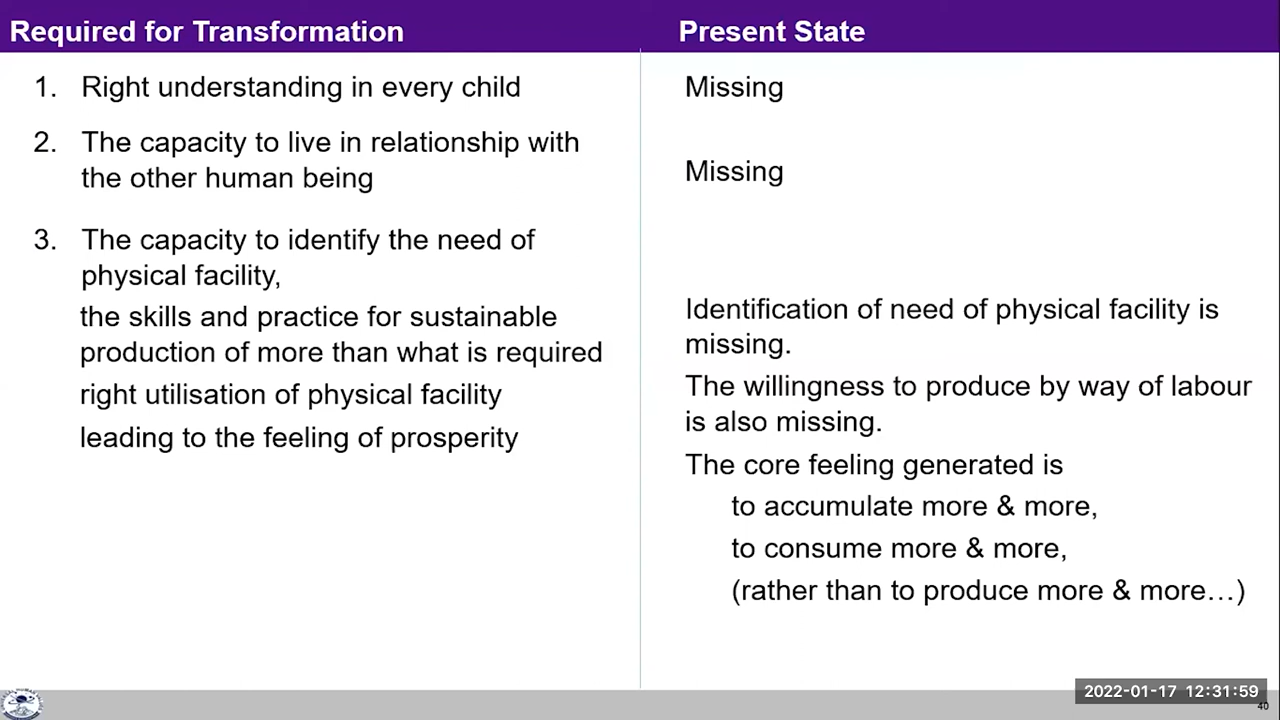 Required for Transformation
Present State
1. Right understanding in every child
Missing
2. The capacity to live in relationship with
the other human being
Missing
3. The capacity to identify the need of
physical facility,
the skills and practice for sustainable
production of more than what is required
right utilisation of physical facility
leading to the feeling of prosperity
Identification of need of physical facility is
missing.
The willingness to produce by way of labour
is also missing.
The core feeling generated is
to accumulate more & more,
to consume more & more,
(rather than to produce more & more…)
2022-01-17 12:31:59
40